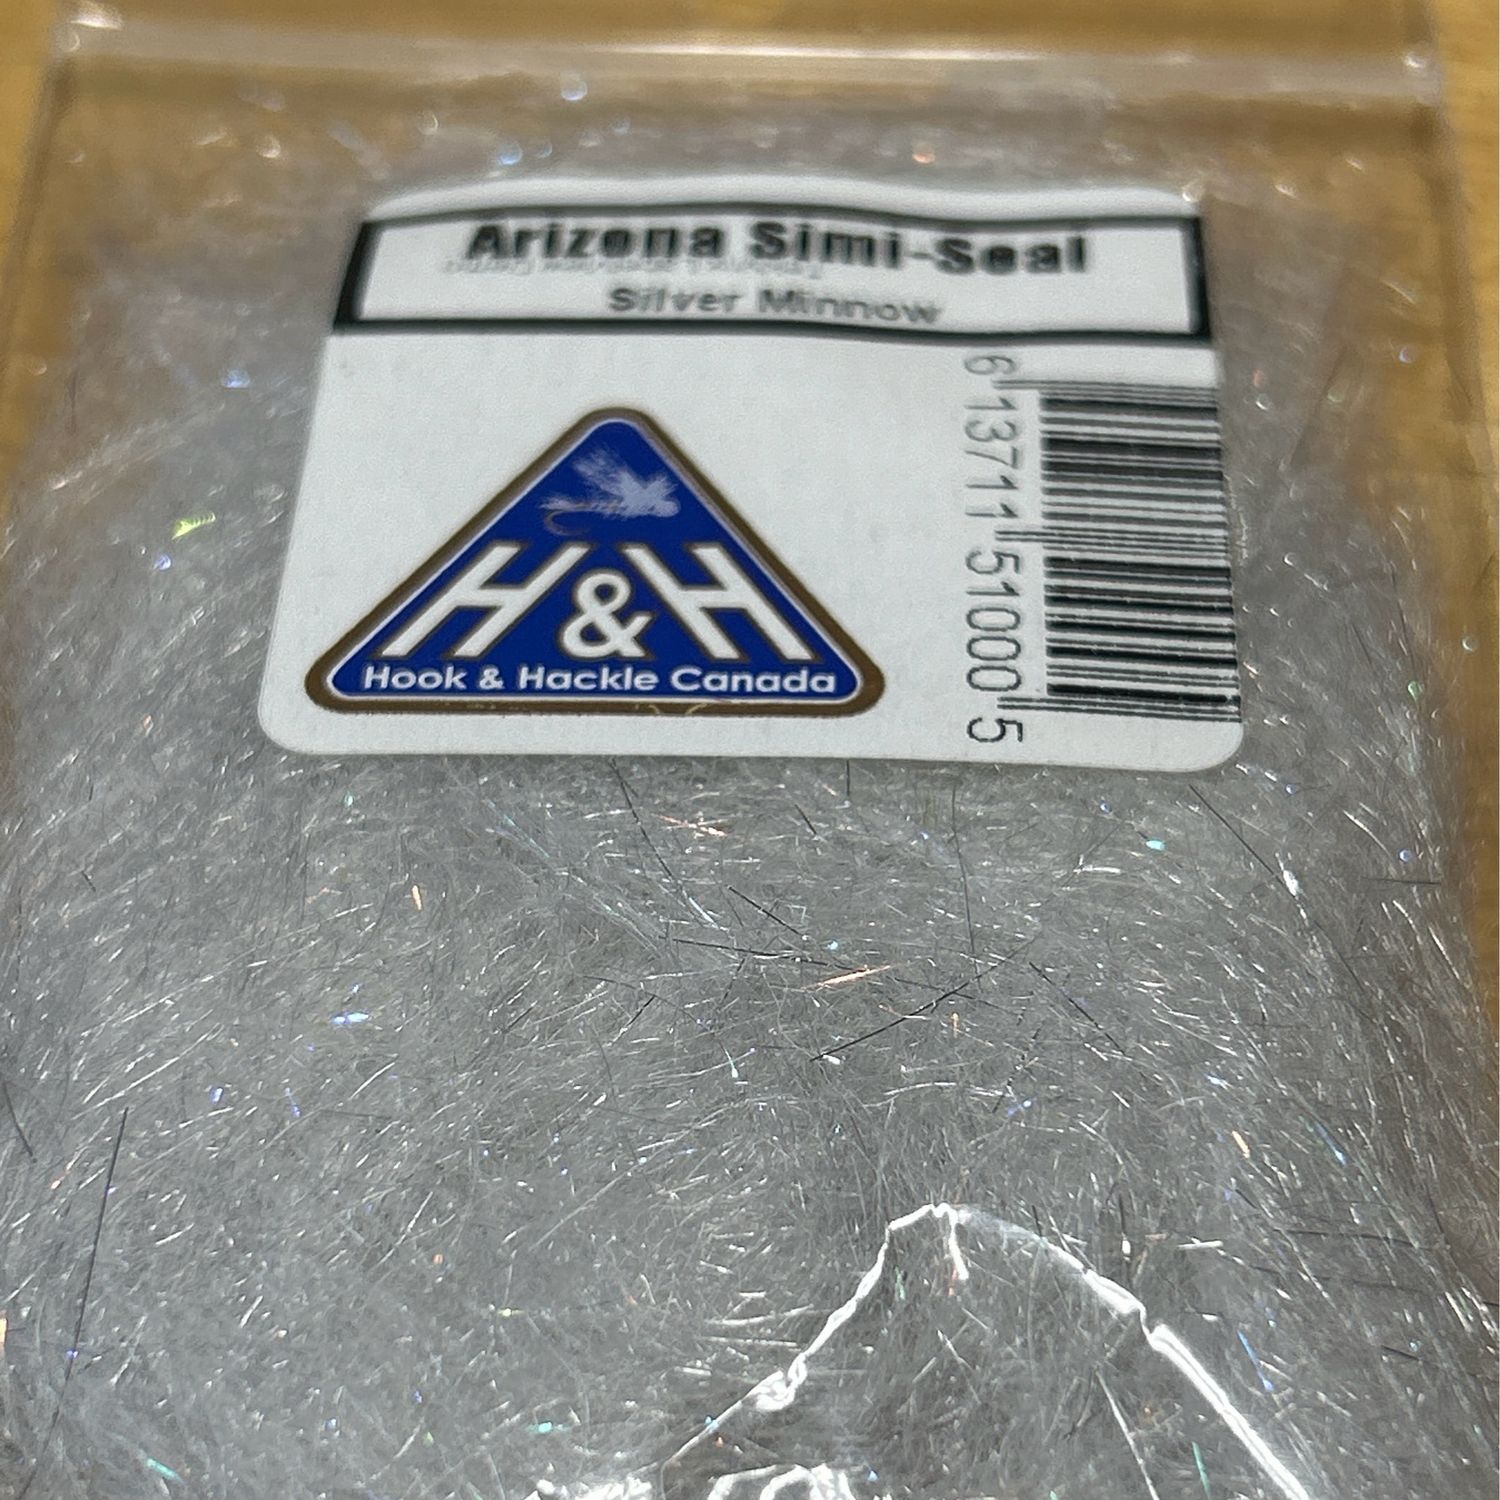 Arizona Simi-Seal
Silver Minnow
6 13711 51000 5
H&H
Hook & Hackle Canada